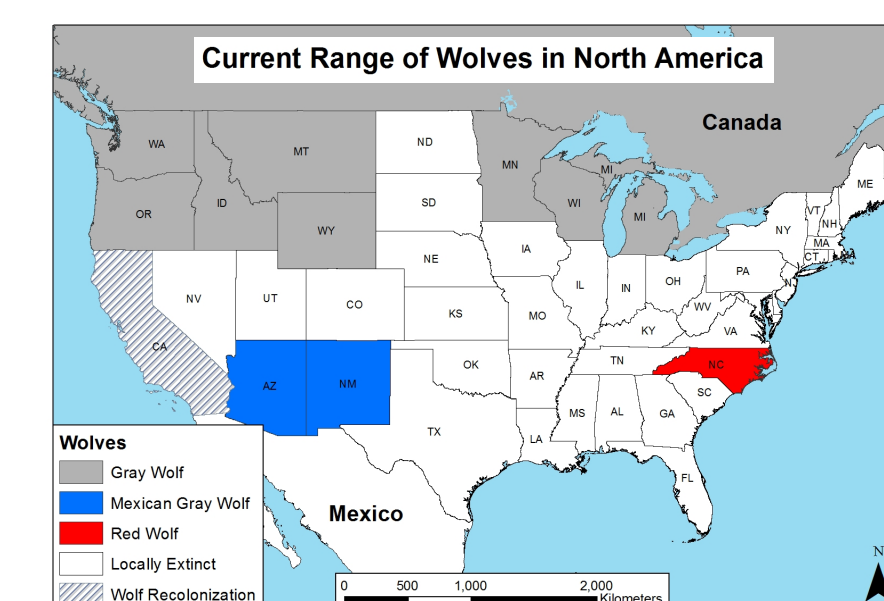 Current Range of Wolves in North America
Canada
WA
MT
ND
MN
MI
ME
OR
ID
WY
SD
WI
MI
NY
VT
NH
MA
CT
NE
IA
PA
NV
UT
CO
KS
MO
IL
IN
OH
WV
VA
KY
CA
AZ
NM
OK
AR
TN
NC
SC
MS
AL
GA
TX
LA
FL
Mexico
Wolves
Gray Wolf
Mexican Gray Wolf
Red Wolf
Locally Extinct
Wolf Recolonization
0 500 1,000 2,000
Kilometers
N